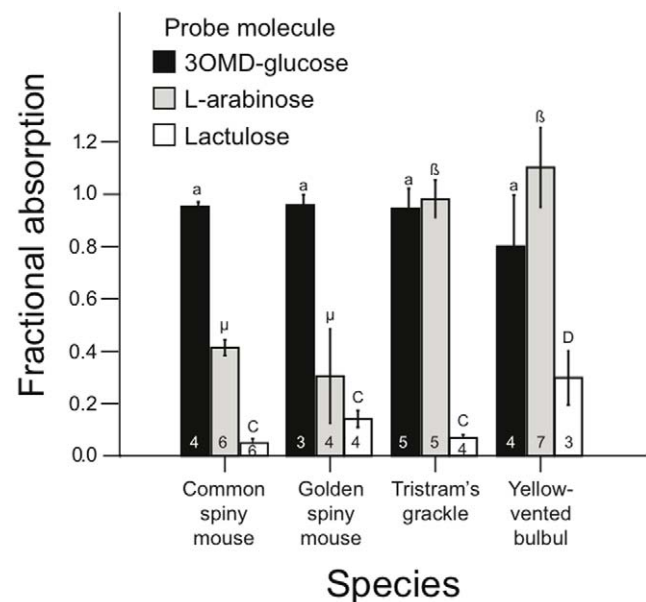 Probe molecule
3OMD-glucose
L-arabinose
Lactulose
Fractional absorption
1.2
1.0
0.8
0.6
0.4
0.2
0.0
a
µ
C
a
µ
C
a
ß
C
a
ß
D
4 6 6 3 4 4 5 5 4 4 7 3
Common spiny mouse
Golden spiny mouse
Tristram's grackle
Yellow-vented bulbul
Species